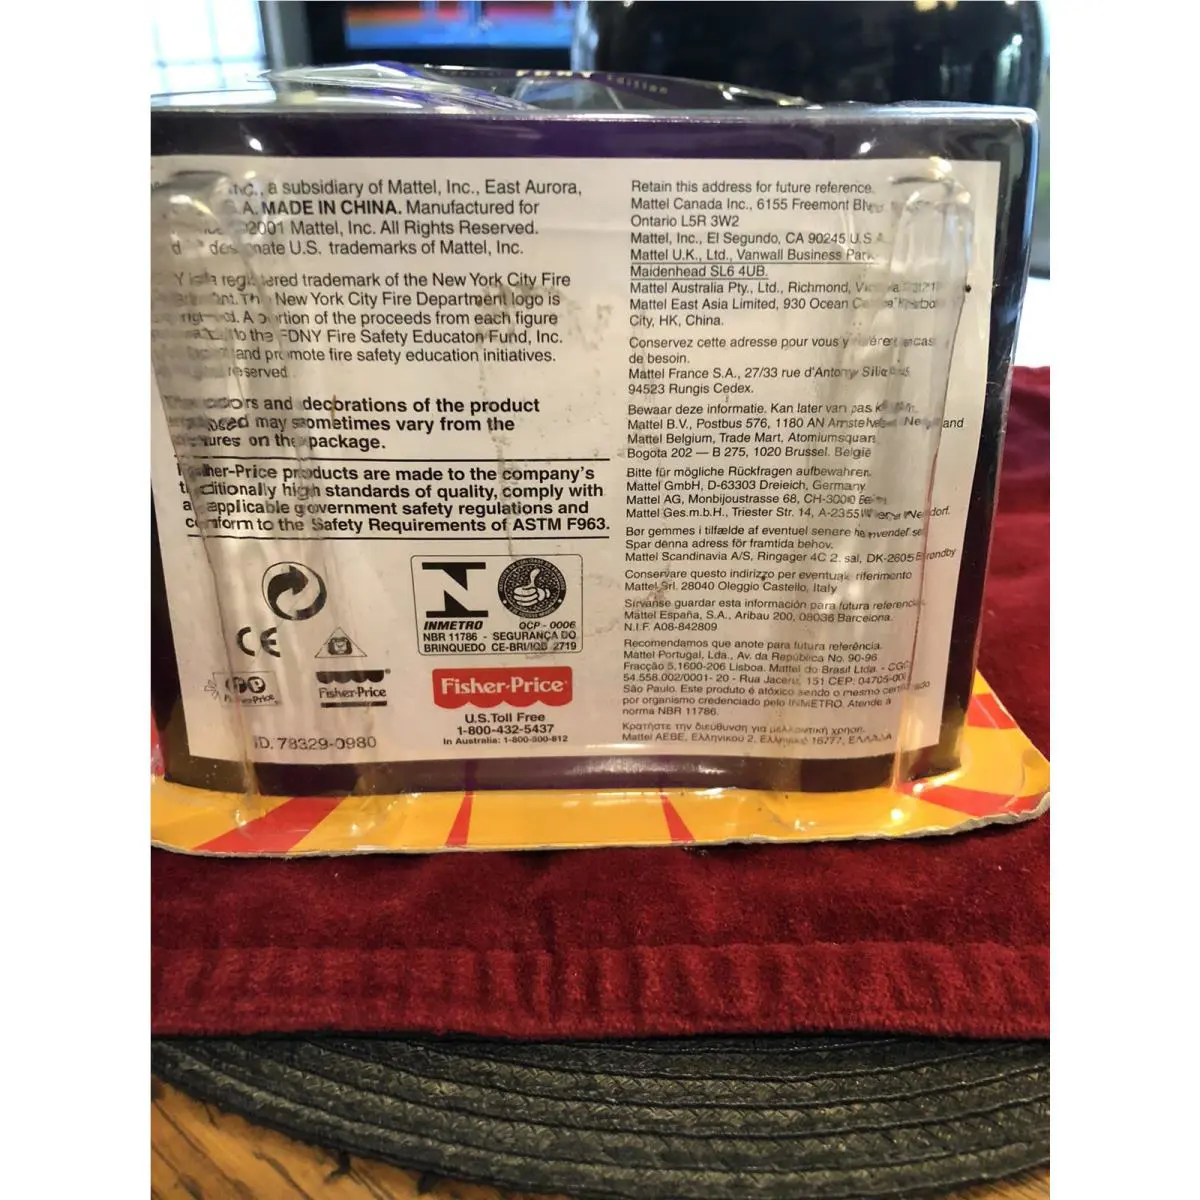 FDNY Edition
a subsidiary of Mattel, Inc., East Aurora,
MADE IN CHINA. Manufactured for
2001 Mattel, Inc. All Rights Reserved.
U.S. trademarks of Mattel, Inc.
trademark of the New York City Fire
New York City Fire Department logo is
of the proceeds from each figure
to the FDNY Fire Safety Educaton Fund, Inc.
and promote fire safety education initiatives.
reserved.
and decorations of the product
may sometimes vary from the
on the package.
Fisher-Price products are made to the company's
traditionally high standards of quality, comply with
applicable government safety regulations and
conform to the Safety Requirements of ASTM F963.
CE
INMETRO OCP - 0006
NBR 11786 - SEGURANÇA DO
BRINQUEDO CE-BRI/IQB 2719
Fisher-Price
Fisher-Price
Fisher-Price
U.S. Toll Free
1-800-432-5437
In Australia: 1-800-800-812
ID. 78329-0980
Retain this address for future reference.
Mattel Canada Inc., 6155 Freemont Blvd.
Ontario L5R 3W2
Mattel, Inc., El Segundo, CA 90245 U.S.A.
Mattel U.K., Ltd., Vanwall Business Park,
Maidenhead SL6 4UB.
Mattel Australia Pty., Ltd., Richmond, Victoria 3121
Mattel East Asia Limited, 930 Ocean
City, HK, China.
Conservez cette adresse pour vous y référer en cas
de besoin.
Mattel France S.A., 27/33 rue d'Antony Silic
94523 Rungis Cedex.
Bewaar deze informatie. Kan later van pas
Mattel B.V., Postbus 576, 1180 AN Amstelveen
Mattel Belgium, Trade Mart, Atomiumsquare
Bogota 202 — B 275, 1020 Brussel. België
Bitte für mögliche Rückfragen aufbewahren.
Mattel GmbH, D-63303 Dreieich, Germany
Mattel AG, Monbijoustrasse 68, CH-3000
Mattel Ges.m.b.H., Triester Str. 14, A-2355 Wiener Neudorf.
Bør gemmes i tilfælde af eventuel senere
Spar denna adress för framtida behov.
Mattel Scandinavia A/S, Ringager 4C 2. sal, DK-2605 Brøndby
Conservare questo indirizzo per eventuale riferimento
Mattel Srl. 28040 Oleggio Castello, Italy
Sírvanse guardar esta información para futura referencia.
Mattel España, S.A., Aribau 200, 08036 Barcelona.
N.I.F. A08-842809
Recomendamos que anote para futura referência.
Mattel Portugal, Lda., Av. da República No. 90-96
Fracção 5,1600-206 Lisboa. Mattel do Brasil Ltda. - CGC
54.558.002/0001- 20 - Rua Jaceru, 151 CEP: 04705-000
São Paulo. Este produto é atóxico sendo o mesmo certificado
por organismo credenciado pelo INMETRO. Atende a
norma NBR 11786.
Κρατήστε την διεύθυνση για μελλοντική χρήση.
Mattel AEBE, Ελληνικού 2, Ελληνικό 16777, ΕΛΛΑΔΑ